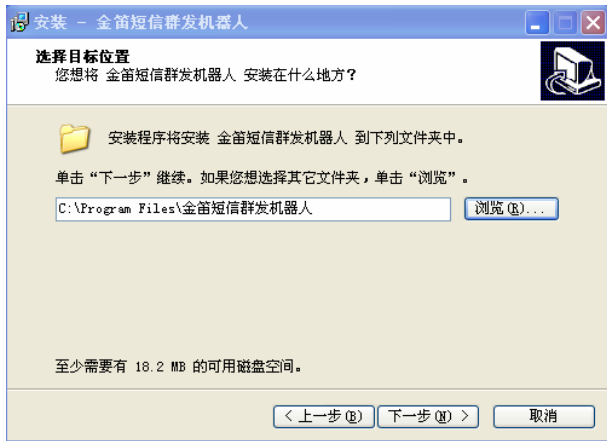 安装 - 金笛短信群发机器人
选择目标位置
您想将 金笛短信群发机器人 安装在什么地方?
安装程序将安装 金笛短信群发机器人 到下列文件夹中。
单击“下一步”继续。如果您想选择其它文件夹，单击“浏览”。
C:\Program Files\金笛短信群发机器人
浏览(R)...
至少需要有 18.2 MB 的可用磁盘空间。
< 上一步(B) 下一步(N) > 取消